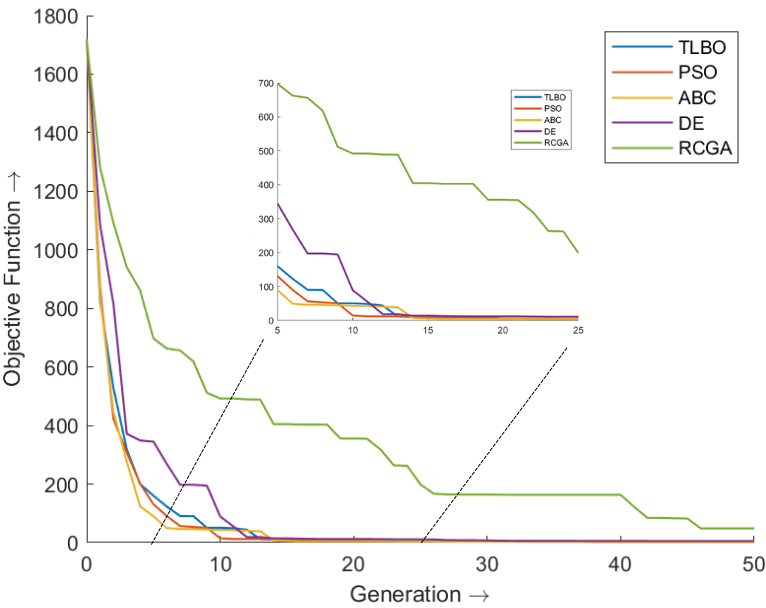 1800
1600
1400
1200
1000
800
600
400
200
0
Objective Function →
0
10
20
30
40
50
Generation →
TLBO
PSO
ABC
DE
RCGA
700
600
500
400
300
200
100
0
5
10
15
20
25
TLBO
PSO
ABC
DE
RCGA